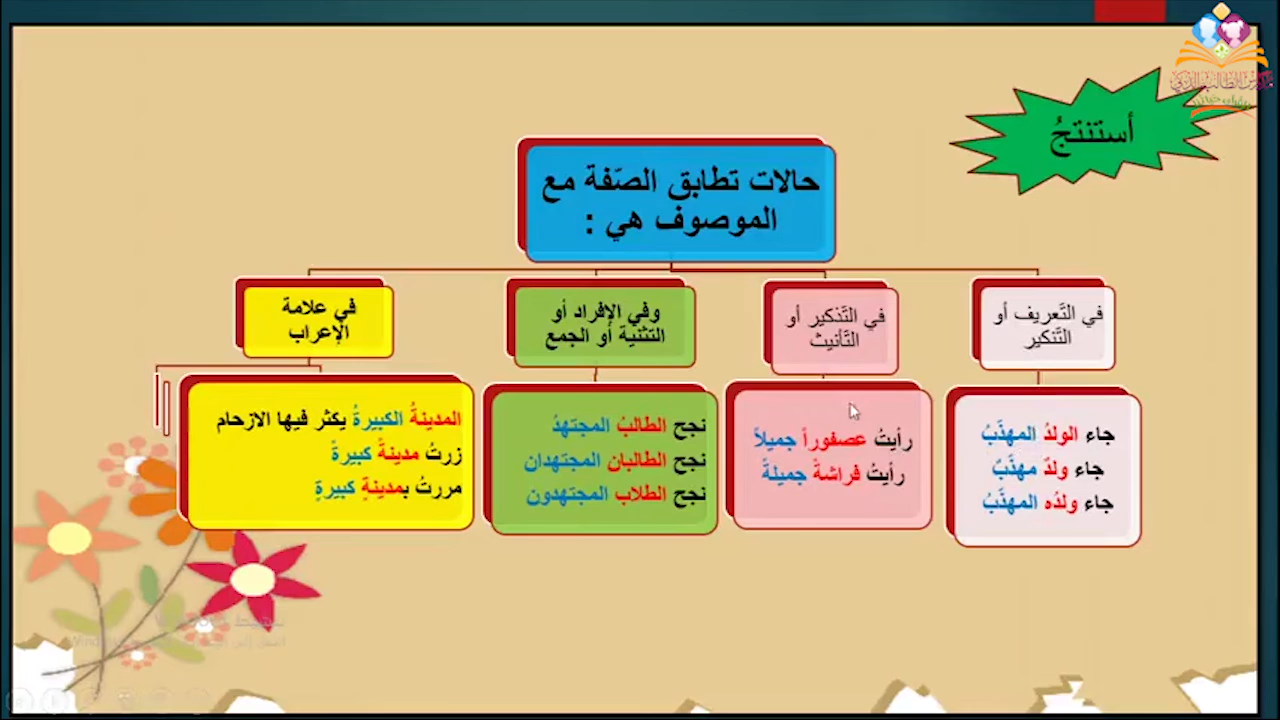 أستنتجُ
حالات تطابق الصّفة مع
الموصوف هي :
في التَّعريف أو
التَّنكير
في التَّذكير أو
التَّأنيث
وفي الإفراد أو
التثنية أو الجمع
في علامة
الإعراب
جاء الولدُ المهذّبُ
جاء ولدٌ مهذّبٌ
جاء ولدُه المهذّبُ
رأيتُ عصفوراً جميلاً
رأيتُ فراشةً جميلةً
نجح الطالبُ المجتهدُ
نجح الطالبان المجتهدان
نجح الطلاب المجتهدون
المدينةُ الكبيرةُ يكثر فيها الازحام
زرتُ مدينةً كبيرةً
مررتُ بمدينةٍ كبيرةٍ